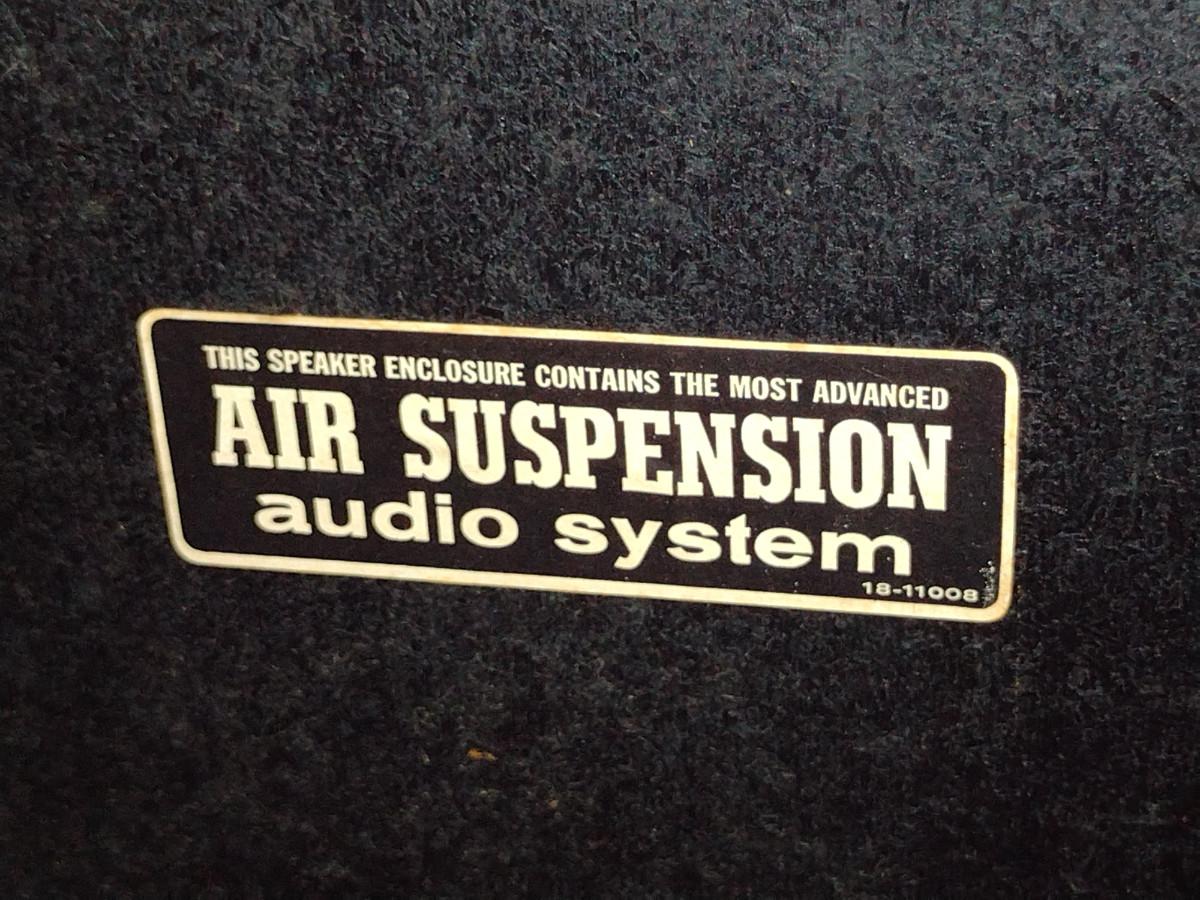 THIS SPEAKER ENCLOSURE CONTAINS THE MOST ADVANCED
AIR SUSPENSION
audio system
18-11008